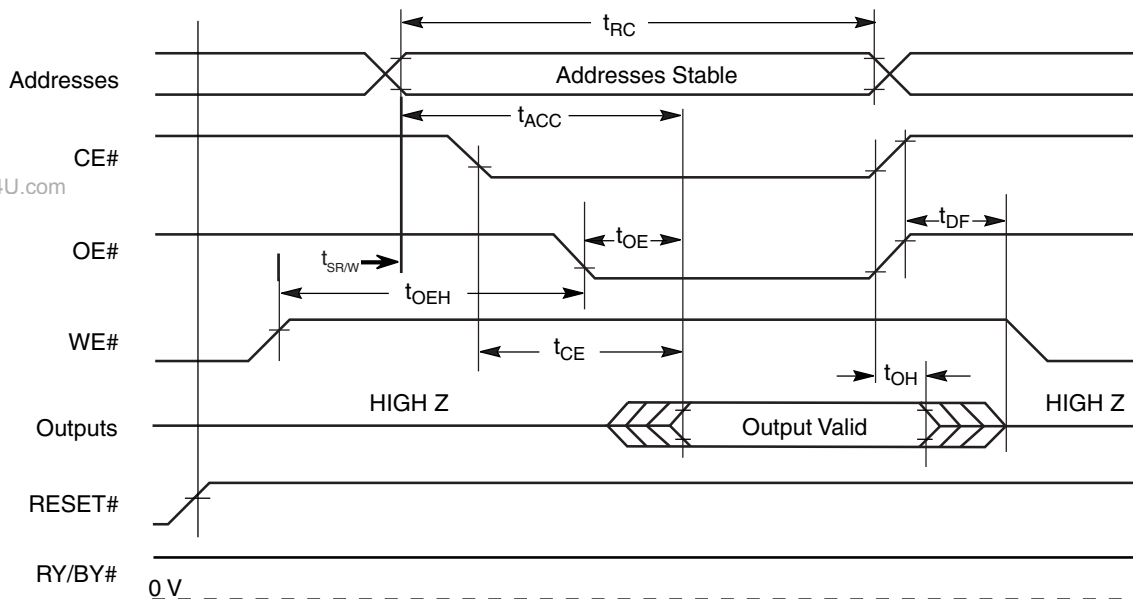 tRC
Addresses
Addresses Stable
tACC
CE#
4U.com
tDF
tOE
OE#
tSR/W
tOEH
WE#
tCE
tOH
HIGH Z
HIGH Z
Outputs
Output Valid
RESET#
RY/BY#
0 V